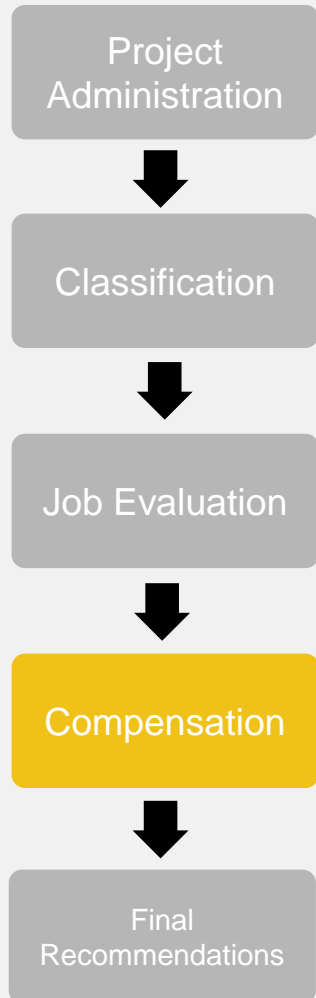 Project
Administration
Classification
Job Evaluation
Compensation
Final
Recommendations